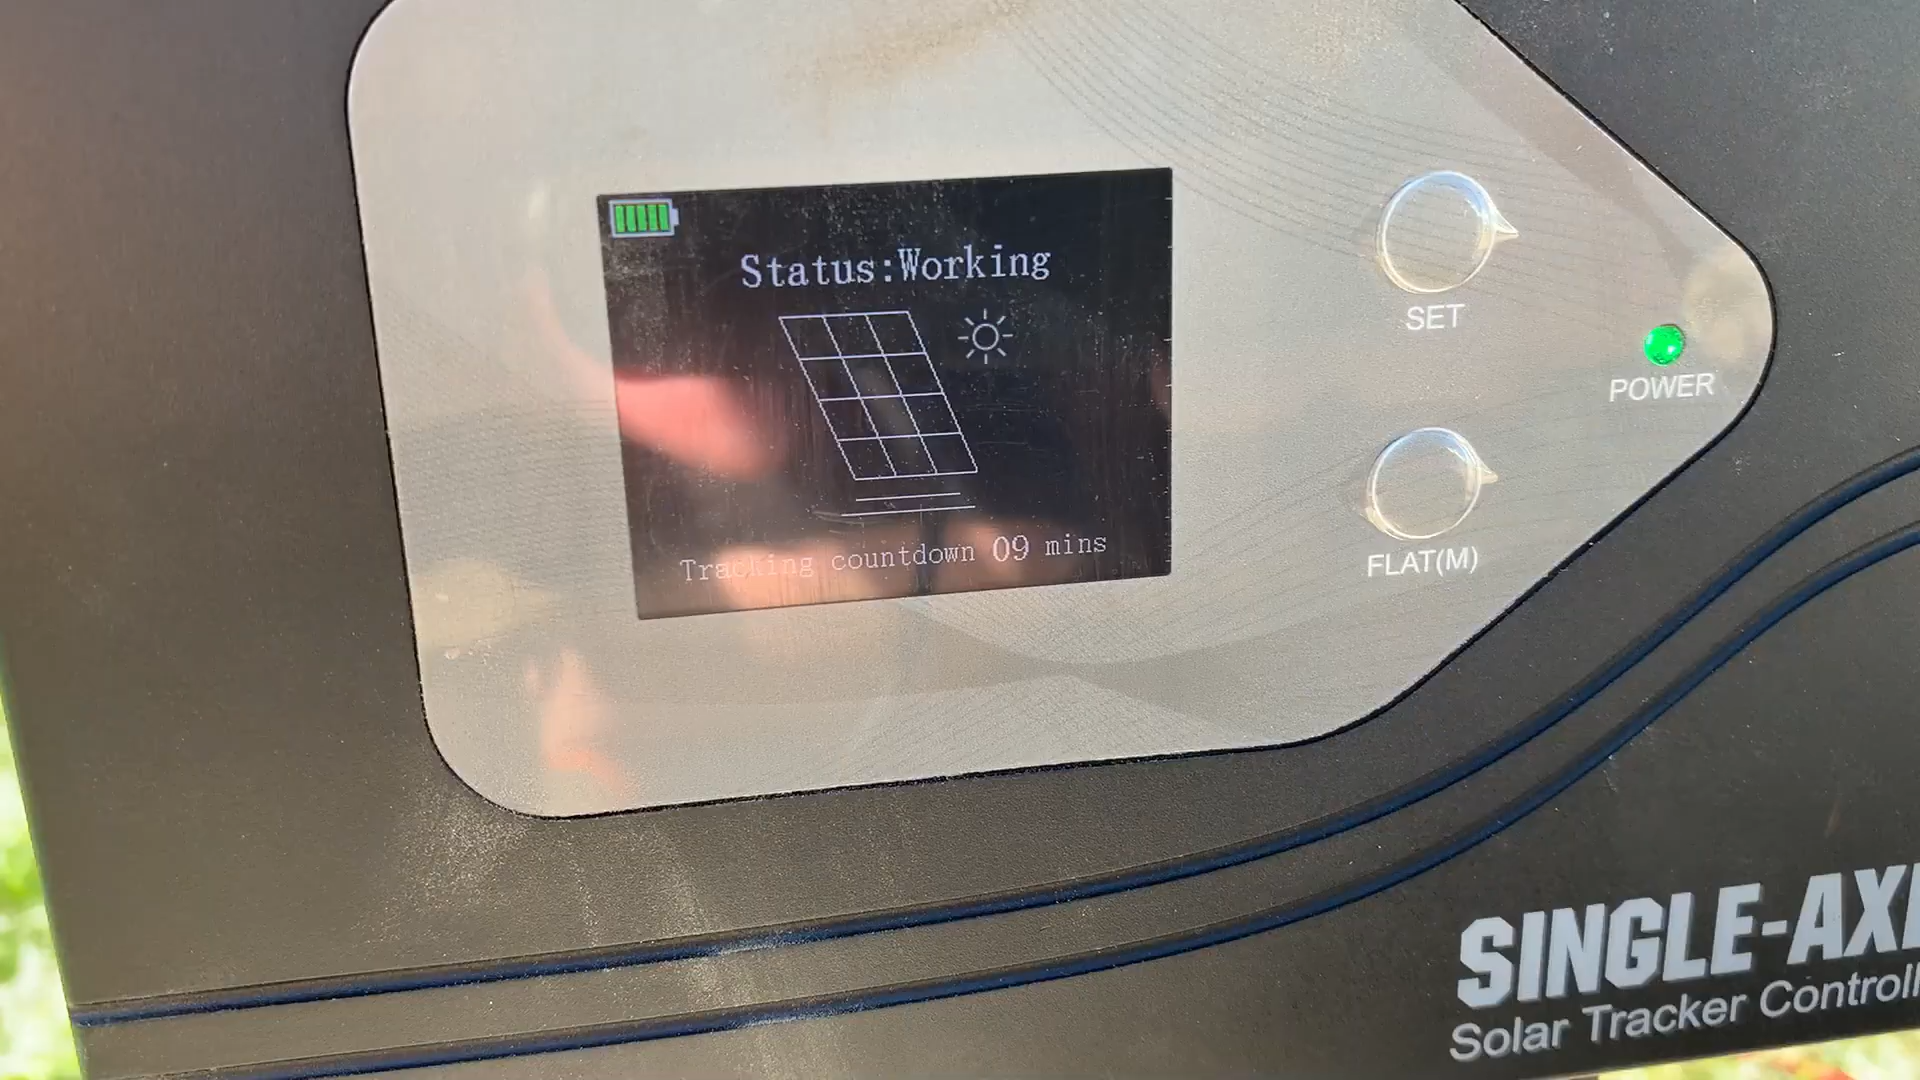 Status:Working
Tracking countdown 09 mins
SET
POWER
FLAT(M)
SINGLE-AXI
Solar Tracker Controll